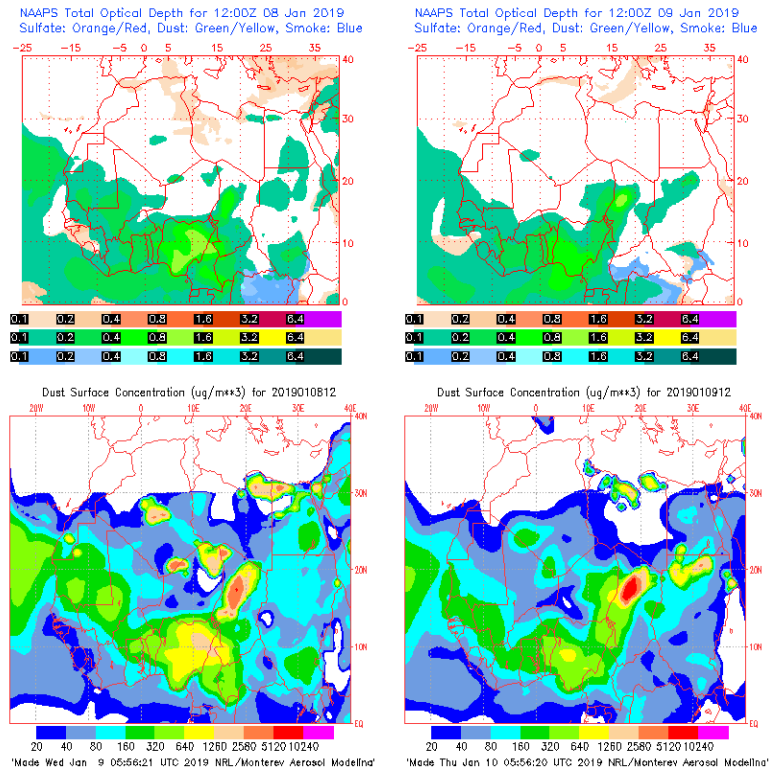 NAAPS Total Optical Depth for 12:00Z 08 Jan 2019
Sulfate: Orange/Red, Dust: Green/Yellow, Smoke: Blue
-25 -15 -5 0 5 15 25 35
40
30
20
10
0
0.1 0.2 0.4 0.8 1.6 3.2 6.4
0.1 0.2 0.4 0.8 1.6 3.2 6.4
0.1 0.2 0.4 0.8 1.6 3.2 6.4
NAAPS Total Optical Depth for 12:00Z 09 Jan 2019
Sulfate: Orange/Red, Dust: Green/Yellow, Smoke: Blue
-25 -15 -5 0 5 15 25 35
40
30
20
10
0
0.1 0.2 0.4 0.8 1.6 3.2 6.4
0.1 0.2 0.4 0.8 1.6 3.2 6.4
0.1 0.2 0.4 0.8 1.6 3.2 6.4
Dust Surface Concentration (ug/m**3) for 2019010812
20W 10W 0 10E 20E 30E 40E
40N
30N
20N
10N
EQ
20 40 80 160 320 640 1260 2580 5120 10240
'Made Wed Jan 9 05:56:21 UTC 2019 NRL/Monterey Aerosol Modeling'
Dust Surface Concentration (ug/m**3) for 2019010912
20W 10W 0 10E 20E 30E 40E
40N
30N
20N
10N
EQ
20 40 80 160 320 640 1260 2580 5120 10240
'Made Thu Jan 10 05:56:20 UTC 2019 NRL/Monterey Aerosol Modeling'